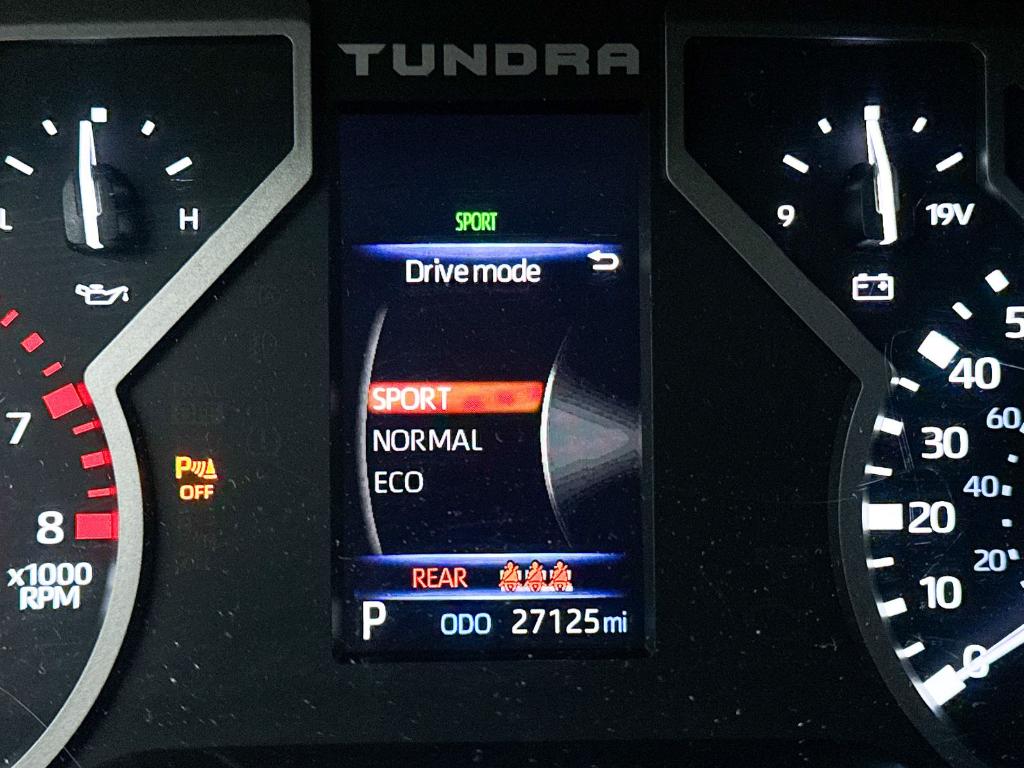 TUNDRA
L
H
9
19V
SPORT
Drive mode
SPORT
NORMAL
ECO
REAR
P
ODO 27125 mi
P
OFF
7
8
x1000
RPM
5
40
60
30
40
20
20
10
0